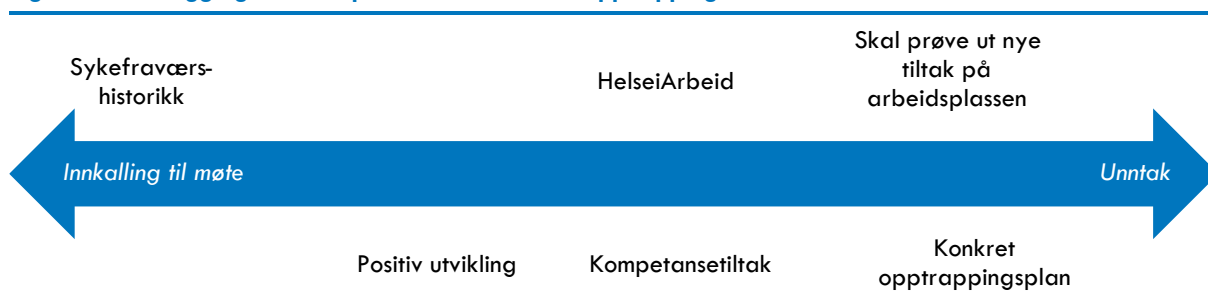 Sykefraværs-
historikk
HelseiArbeid
Skal prøve ut nye
tiltak på
arbeidsplassen
Innkalling til møte
Unntak
Positiv utvikling
Kompetansetiltak
Konkret
opptrappingsplan